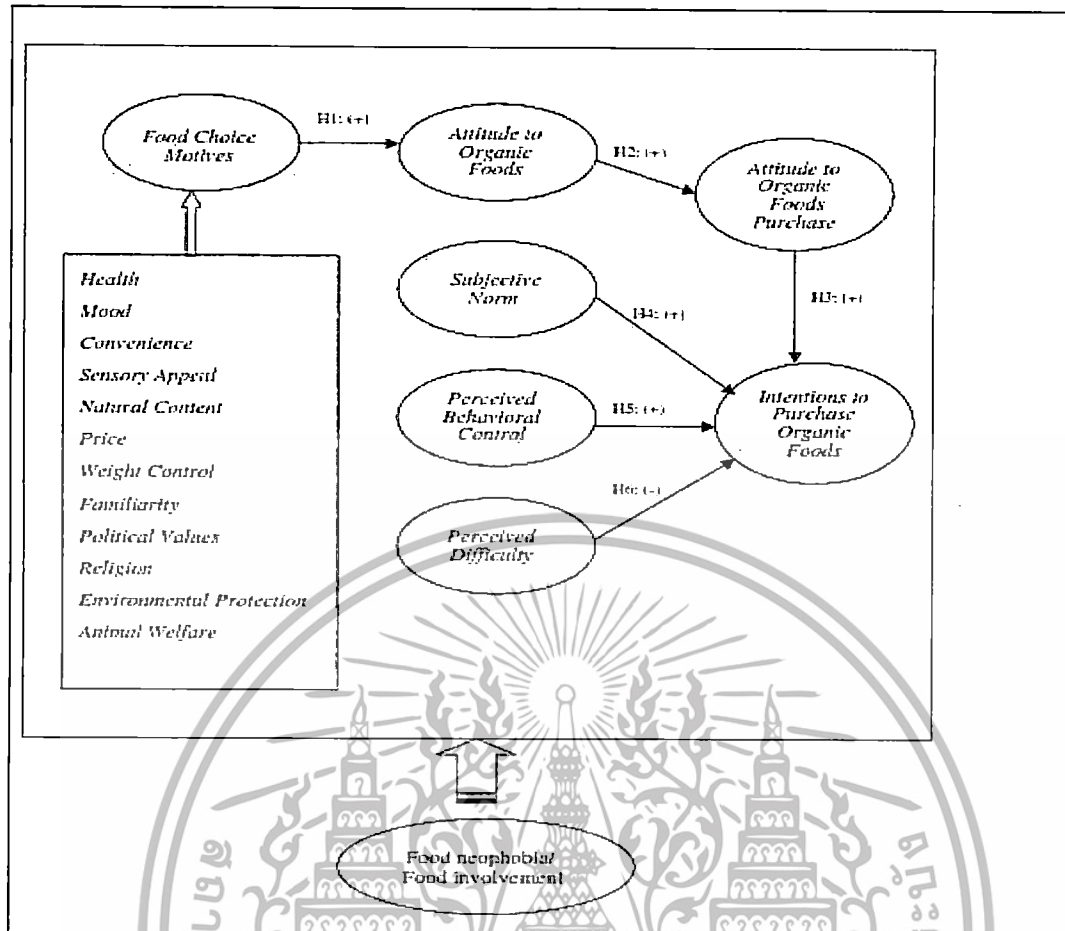 Food Choice
Motives
H1: (+)
Attitude to
Organic
Foods
H2: (+)
Attitude to
Organic
Foods
Purchase
Health
Mood
Convenience
Sensory Appeal
Natural Content
Price
Weight Control
Familiarity
Political Values
Religion
Environmental Protection
Animal Welfare
Subjective
Norm
H4: (+)
H3: (+)
Perceived
Behavioral
Control
H5: (+)
Intentions to
Purchase
Organic
Foods
H6: (-)
Perceived
Difficulty
Food neophobia/
Food involvement